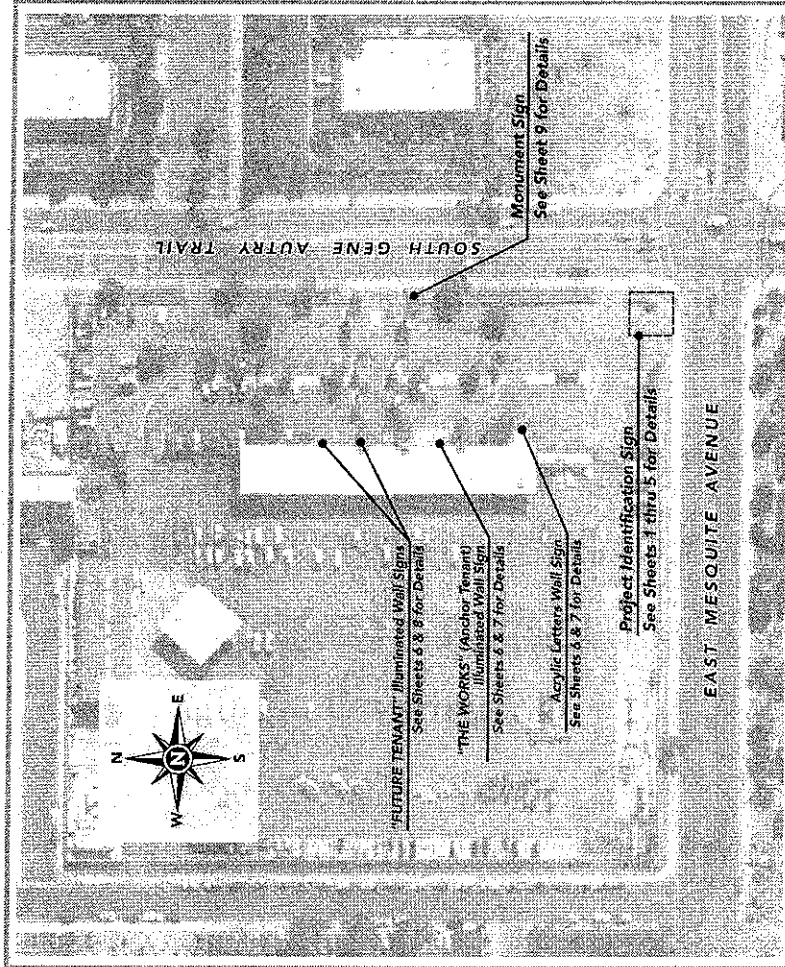 Monument Sign
See Sheet 9 for Details
SOUTH GENE AUTRY TRAIL
N
W
N
E
S
"FUTURE TENANT" Illuminated Wall Signs
See Sheets 6 & 8 for Details
"THE WORKS" (Anchor Tenant)
Illuminated Wall Sign
See Sheets 6 & 7 for Details
Acrylic Letters Wall Sign
See Sheets 6 & 7 for Details
Project Identification Sign
See Sheets 1 thru 5 for Details
EAST MESQUITE AVENUE